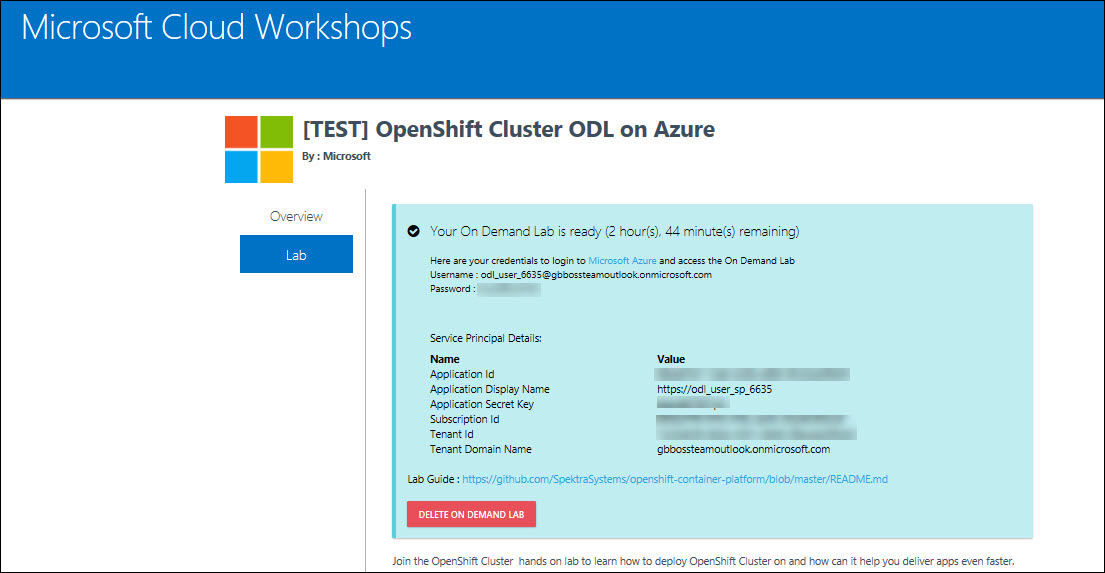 Microsoft Cloud Workshops
[TEST] OpenShift Cluster ODL on Azure
By : Microsoft
Overview
Lab
Your On Demand Lab is ready (2 hour(s), 44 minute(s) remaining)
Here are your credentials to login to Microsoft Azure and access the On Demand Lab
Username : odl_user_6635@gbbossteamoutlook.onmicrosoft.com
Password :
Service Principal Details:
Name Value
Application Id
Application Display Name https://odl_user_sp_6635
Application Secret Key
Subscription Id
Tenant Id
Tenant Domain Name gbbossteamoutlook.onmicrosoft.com
Lab Guide : https://github.com/SpektraSystems/openshift-container-platform/blob/master/README.md
DELETE ON DEMAND LAB
Join the OpenShift Cluster hands on lab to learn how to deploy OpenShift Cluster on and how can it help you deliver apps even faster.